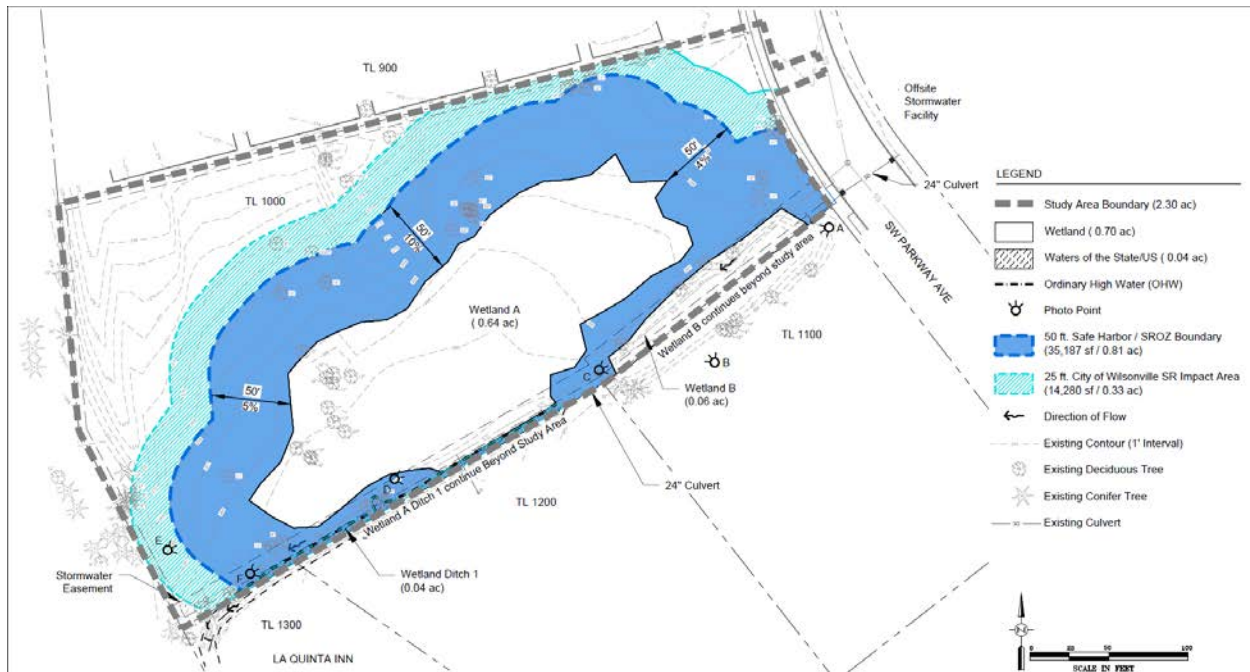 TL 900
Offsite
Stormwater
Facility
24" Culvert
SW PARKWAY AVE
TL 1000
50'
4%
50'
10%
50'
5%
Wetland A
( 0.64 ac)
A
B
C
D
E
F
Wetland B continues beyond study area
TL 1100
Wetland B
(0.06 ac)
24" Culvert
Wetland A Ditch 1 continue Beyond Study Area
TL 1200
Wetland Ditch 1
(0.04 ac)
Stormwater
Easement
TL 1300
LA QUINTA INN
LEGEND
Study Area Boundary (2.30 ac)
Wetland ( 0.70 ac)
Waters of the State/US ( 0.04 ac)
Ordinary High Water (OHW)
Photo Point
50 ft. Safe Harbor / SROZ Boundary
(35,187 sf / 0.81 ac)
25 ft. City of Wilsonville SR Impact Area
(14,280 sf / 0.33 ac)
Direction of Flow
Existing Contour (1' Interval)
Existing Deciduous Tree
Existing Conifer Tree
Existing Culvert
N
0
50
100
SCALE IN FEET